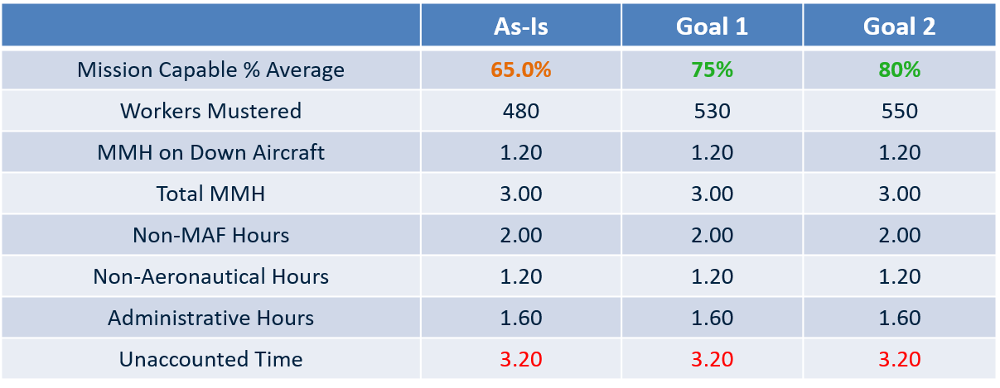 As-Is Goal 1 Goal 2
Mission Capable % Average 65.0% 75% 80%
Workers Mustered 480 530 550
MMH on Down Aircraft 1.20 1.20 1.20
Total MMH 3.00 3.00 3.00
Non-MAF Hours 2.00 2.00 2.00
Non-Aeronautical Hours 1.20 1.20 1.20
Administrative Hours 1.60 1.60 1.60
Unaccounted Time 3.20 3.20 3.20